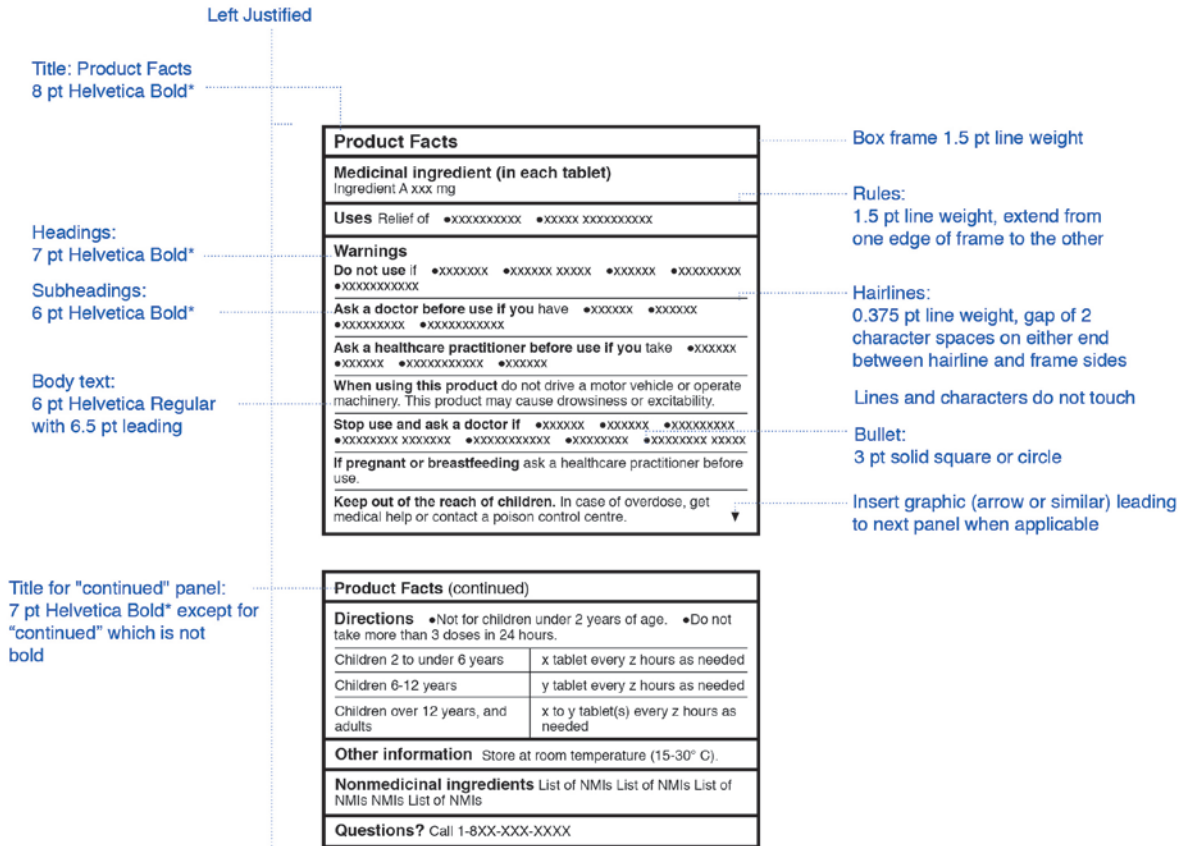 Left Justified
Title: Product Facts
8 pt Helvetica Bold*
Product Facts
Box frame 1.5 pt line weight
Medicinal ingredient (in each tablet)
Ingredient A xxx mg
Rules:
1.5 pt line weight, extend from
one edge of frame to the other
Uses Relief of ●xxxxxxxxxx ●xxxxx xxxxxxxxxx
Headings:
7 pt Helvetica Bold*
Warnings
Do not use if ●xxxxxxx ●xxxxxx xxxxx ●xxxxxx ●xxxxxxxxx
●xxxxxxxxxxx
Subheadings:
6 pt Helvetica Bold*
Hairlines:
0.375 pt line weight, gap of 2
character spaces on either end
between hairline and frame sides
Lines and characters do not touch
Ask a doctor before use if you have ●xxxxxx ●xxxxxx
●xxxxxxxxx ●xxxxxxxxxxx
Ask a healthcare practitioner before use if you take ●xxxxxx
●xxxxxx ●xxxxxxxxxxx ●xxxxxx
Body text:
6 pt Helvetica Regular
with 6.5 pt leading
When using this product do not drive a motor vehicle or operate
machinery. This product may cause drowsiness or excitability.
Stop use and ask a doctor if ●xxxxxx ●xxxxxx ●xxxxxxxxx
●xxxxxxxx xxxxxxx ●xxxxxxxxxxx ●xxxxxxxx ●xxxxxxxx xxxxx
Bullet:
3 pt solid square or circle
If pregnant or breastfeeding ask a healthcare practitioner before
use.
Keep out of the reach of children. In case of overdose, get
medical help or contact a poison control centre.
Insert graphic (arrow or similar) leading
to next panel when applicable
Title for "continued" panel:
7 pt Helvetica Bold* except for
“continued” which is not
bold
Product Facts (continued)
Directions ●Not for children under 2 years of age. ●Do not
take more than 3 doses in 24 hours.
Children 2 to under 6 years x tablet every z hours as needed
Children 6-12 years y tablet every z hours as needed
Children over 12 years, and x to y tablet(s) every z hours as
adults needed
Other information Store at room temperature (15-30° C).
Nonmedicinal ingredients List of NMIs List of NMIs List of
NMIs NMIs List of NMIs
Questions? Call 1-8XX-XXX-XXXX